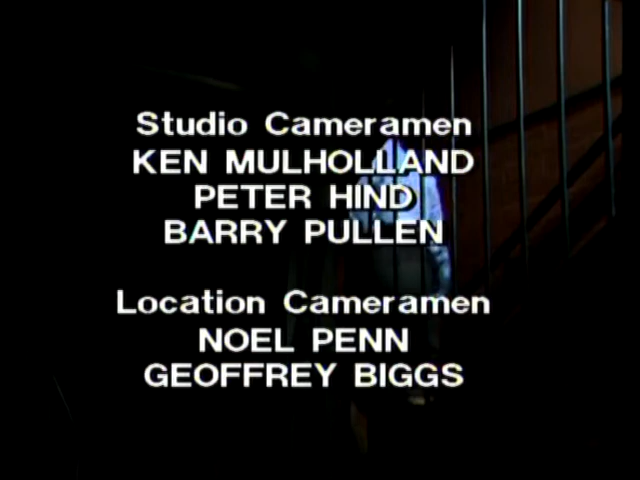 Studio Cameramen
KEN MULHOLLAND
PETER HIND
BARRY PULLEN
Location Cameramen
NOEL PENN
GEOFFREY BIGGS